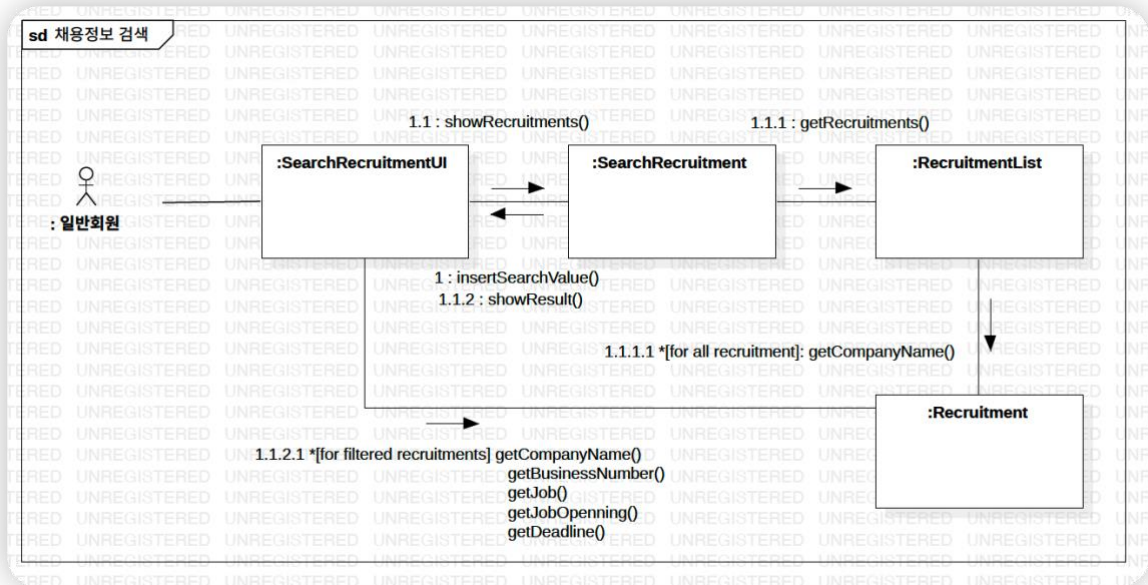 sd 채용정보 검색
1.1 : showRecruitments()
1.1.1 : getRecruitments()
:SearchRecruitmentUI
:SearchRecruitment
:RecruitmentList
: 일반회원
1 : insertSearchValue()
1.1.2 : showResult()
1.1.1.1 *[for all recruitment]: getCompanyName()
:Recruitment
1.1.2.1 *[for filtered recruitments] getCompanyName()
getBusinessNumber()
getJob()
getJobOpenning()
getDeadline()
UNREGISTERED